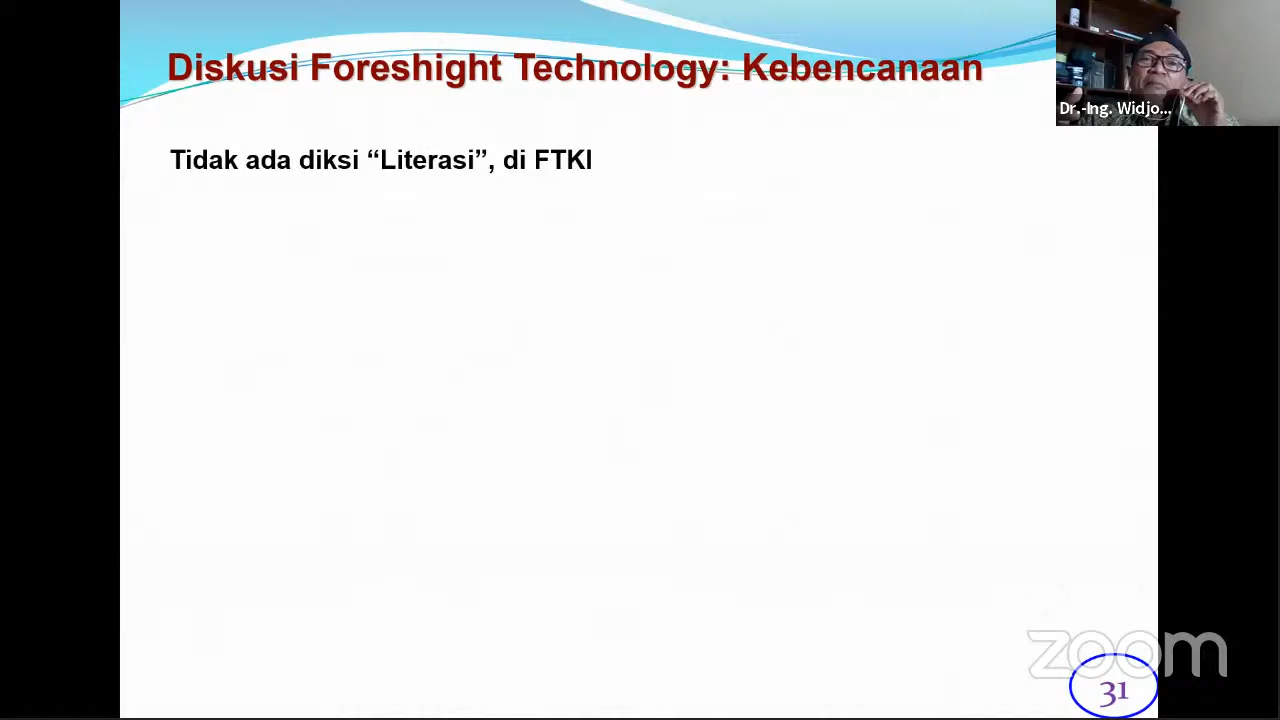 Diskusi Foreshight Technology: Kebencanaan
Dr.-Ing. Widjo...
Tidak ada diksi “Literasi”, di FTKI
zoom
31